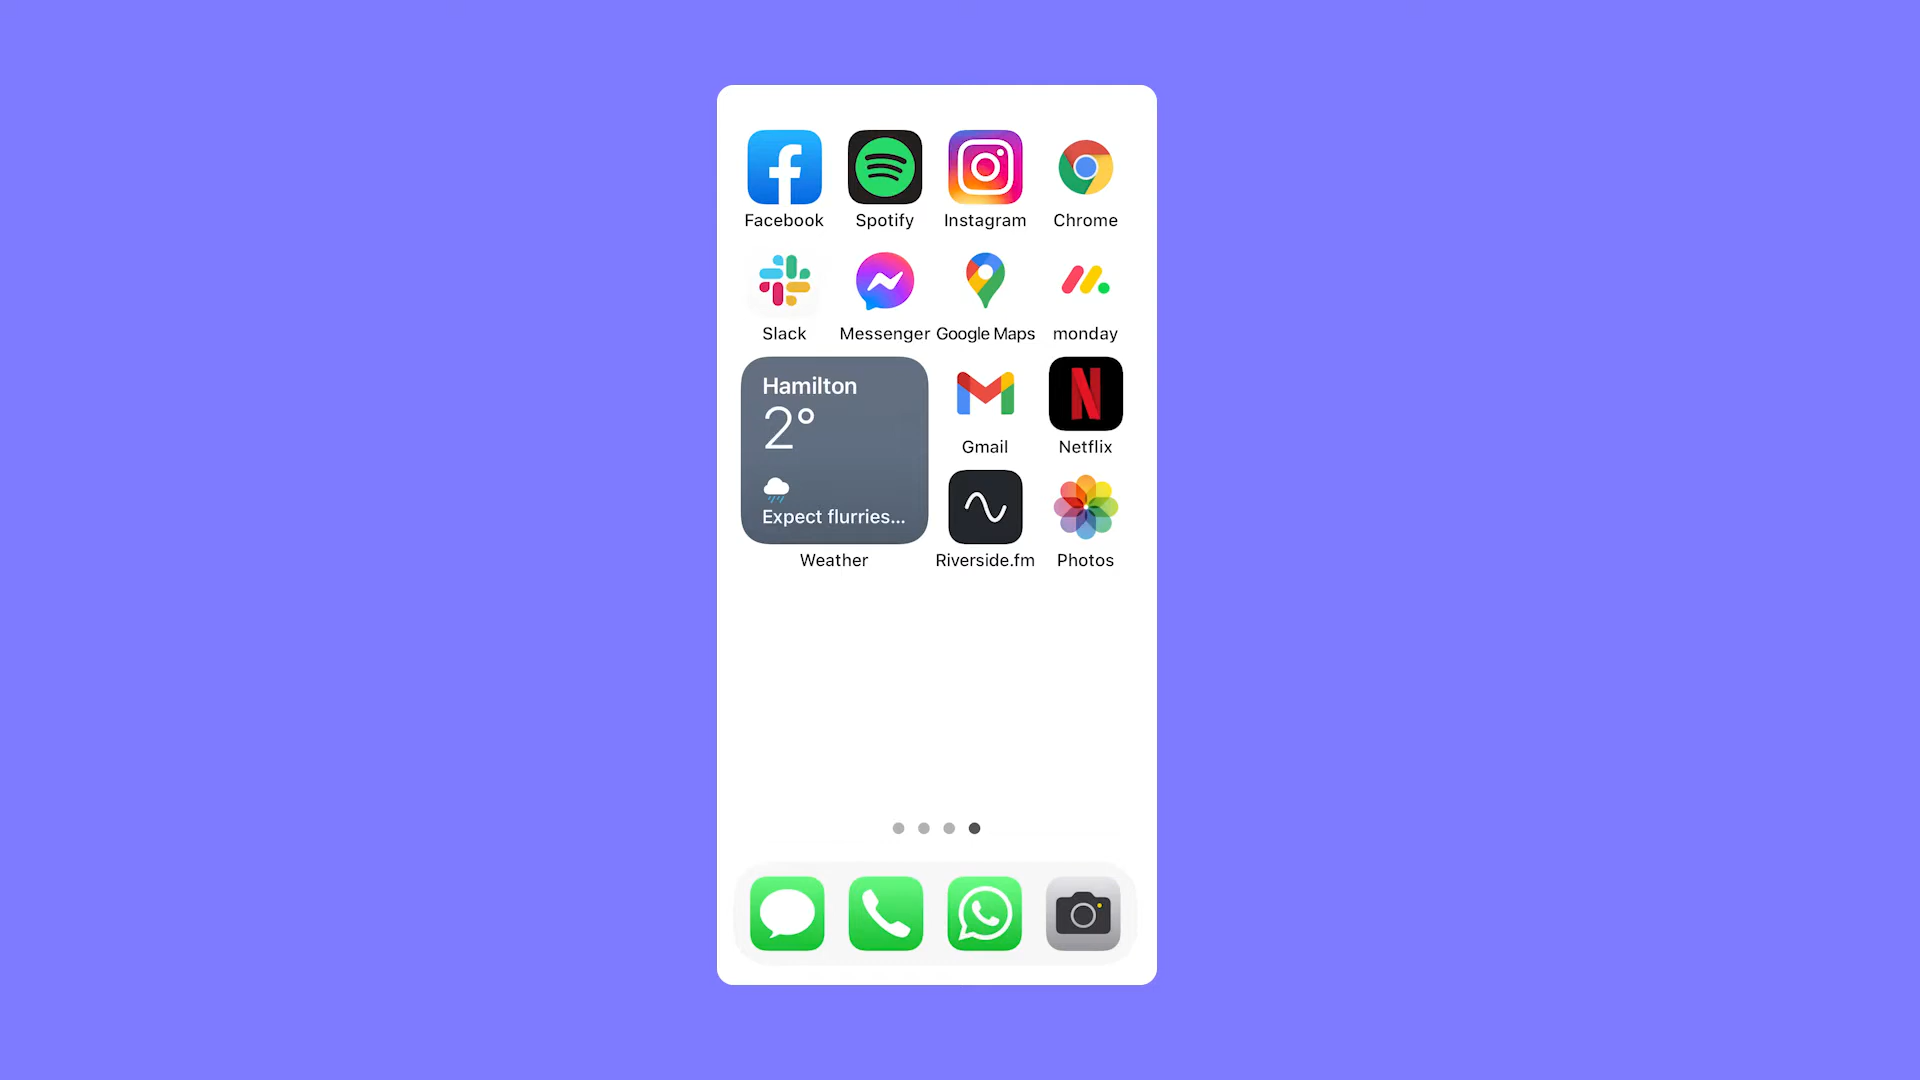 Facebook Spotify Instagram Chrome
Slack Messenger Google Maps monday
Hamilton
2°
Expect flurries...
Gmail Netflix
Weather Riverside.fm Photos